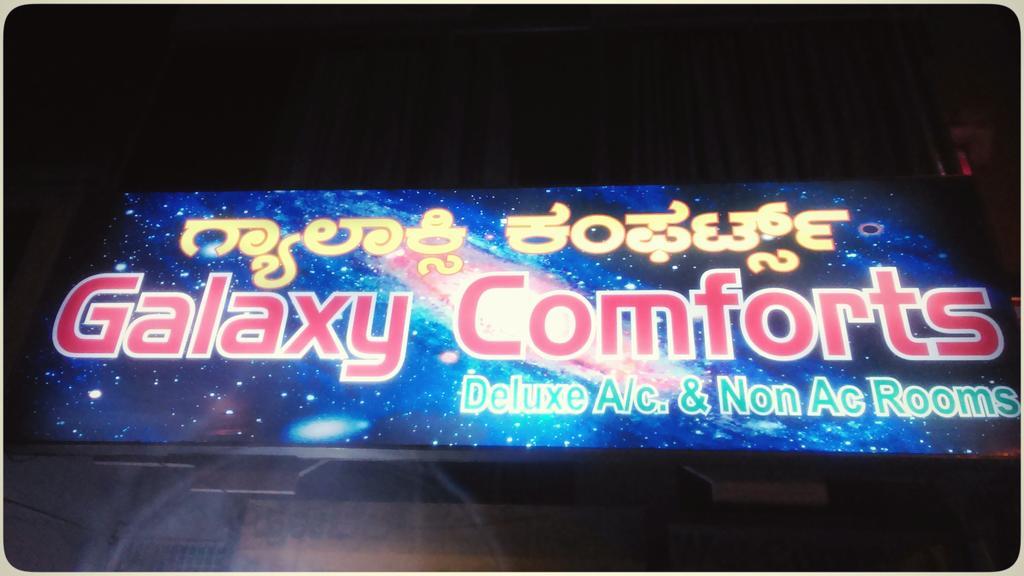 ಗ್ಯಾಲಾಕ್ಸಿ ಕಂಫರ್ಟ್ಸ್
Galaxy Comforts
Deluxe A/c. & Non Ac Rooms